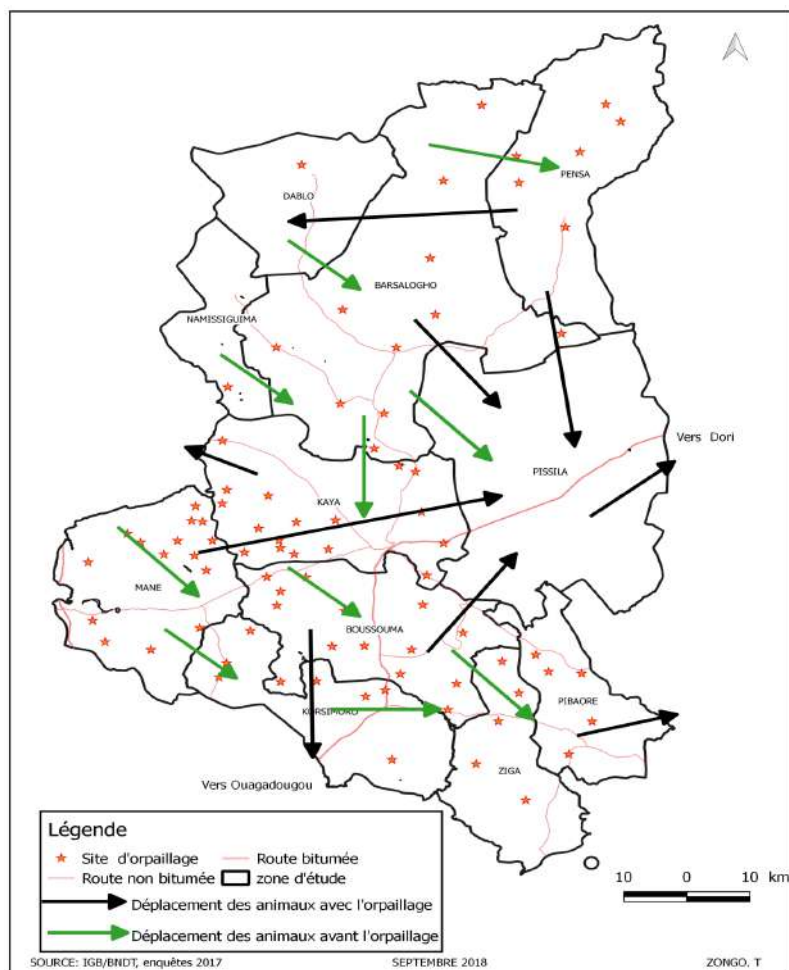 PENSA
DABLO
BARSALOGHO
NAMISSIGUIMA
Vers Dori
PISSILA
KAYA
MANE
BOUSSOUMA
PIBAORE
KORSIMORO
ZIGA
Vers Ouagadougou
Légende
Site d'orpaillage
Route bitumée
Route non bitumée
zone d'étude
Déplacement des animaux avec l'orpaillage
Déplacement des animaux avant l'orpaillage
10 0 10 km
SOURCE: IGB/BNDT, enquêtes 2017 SEPTEMBRE 2018 ZONGO, T